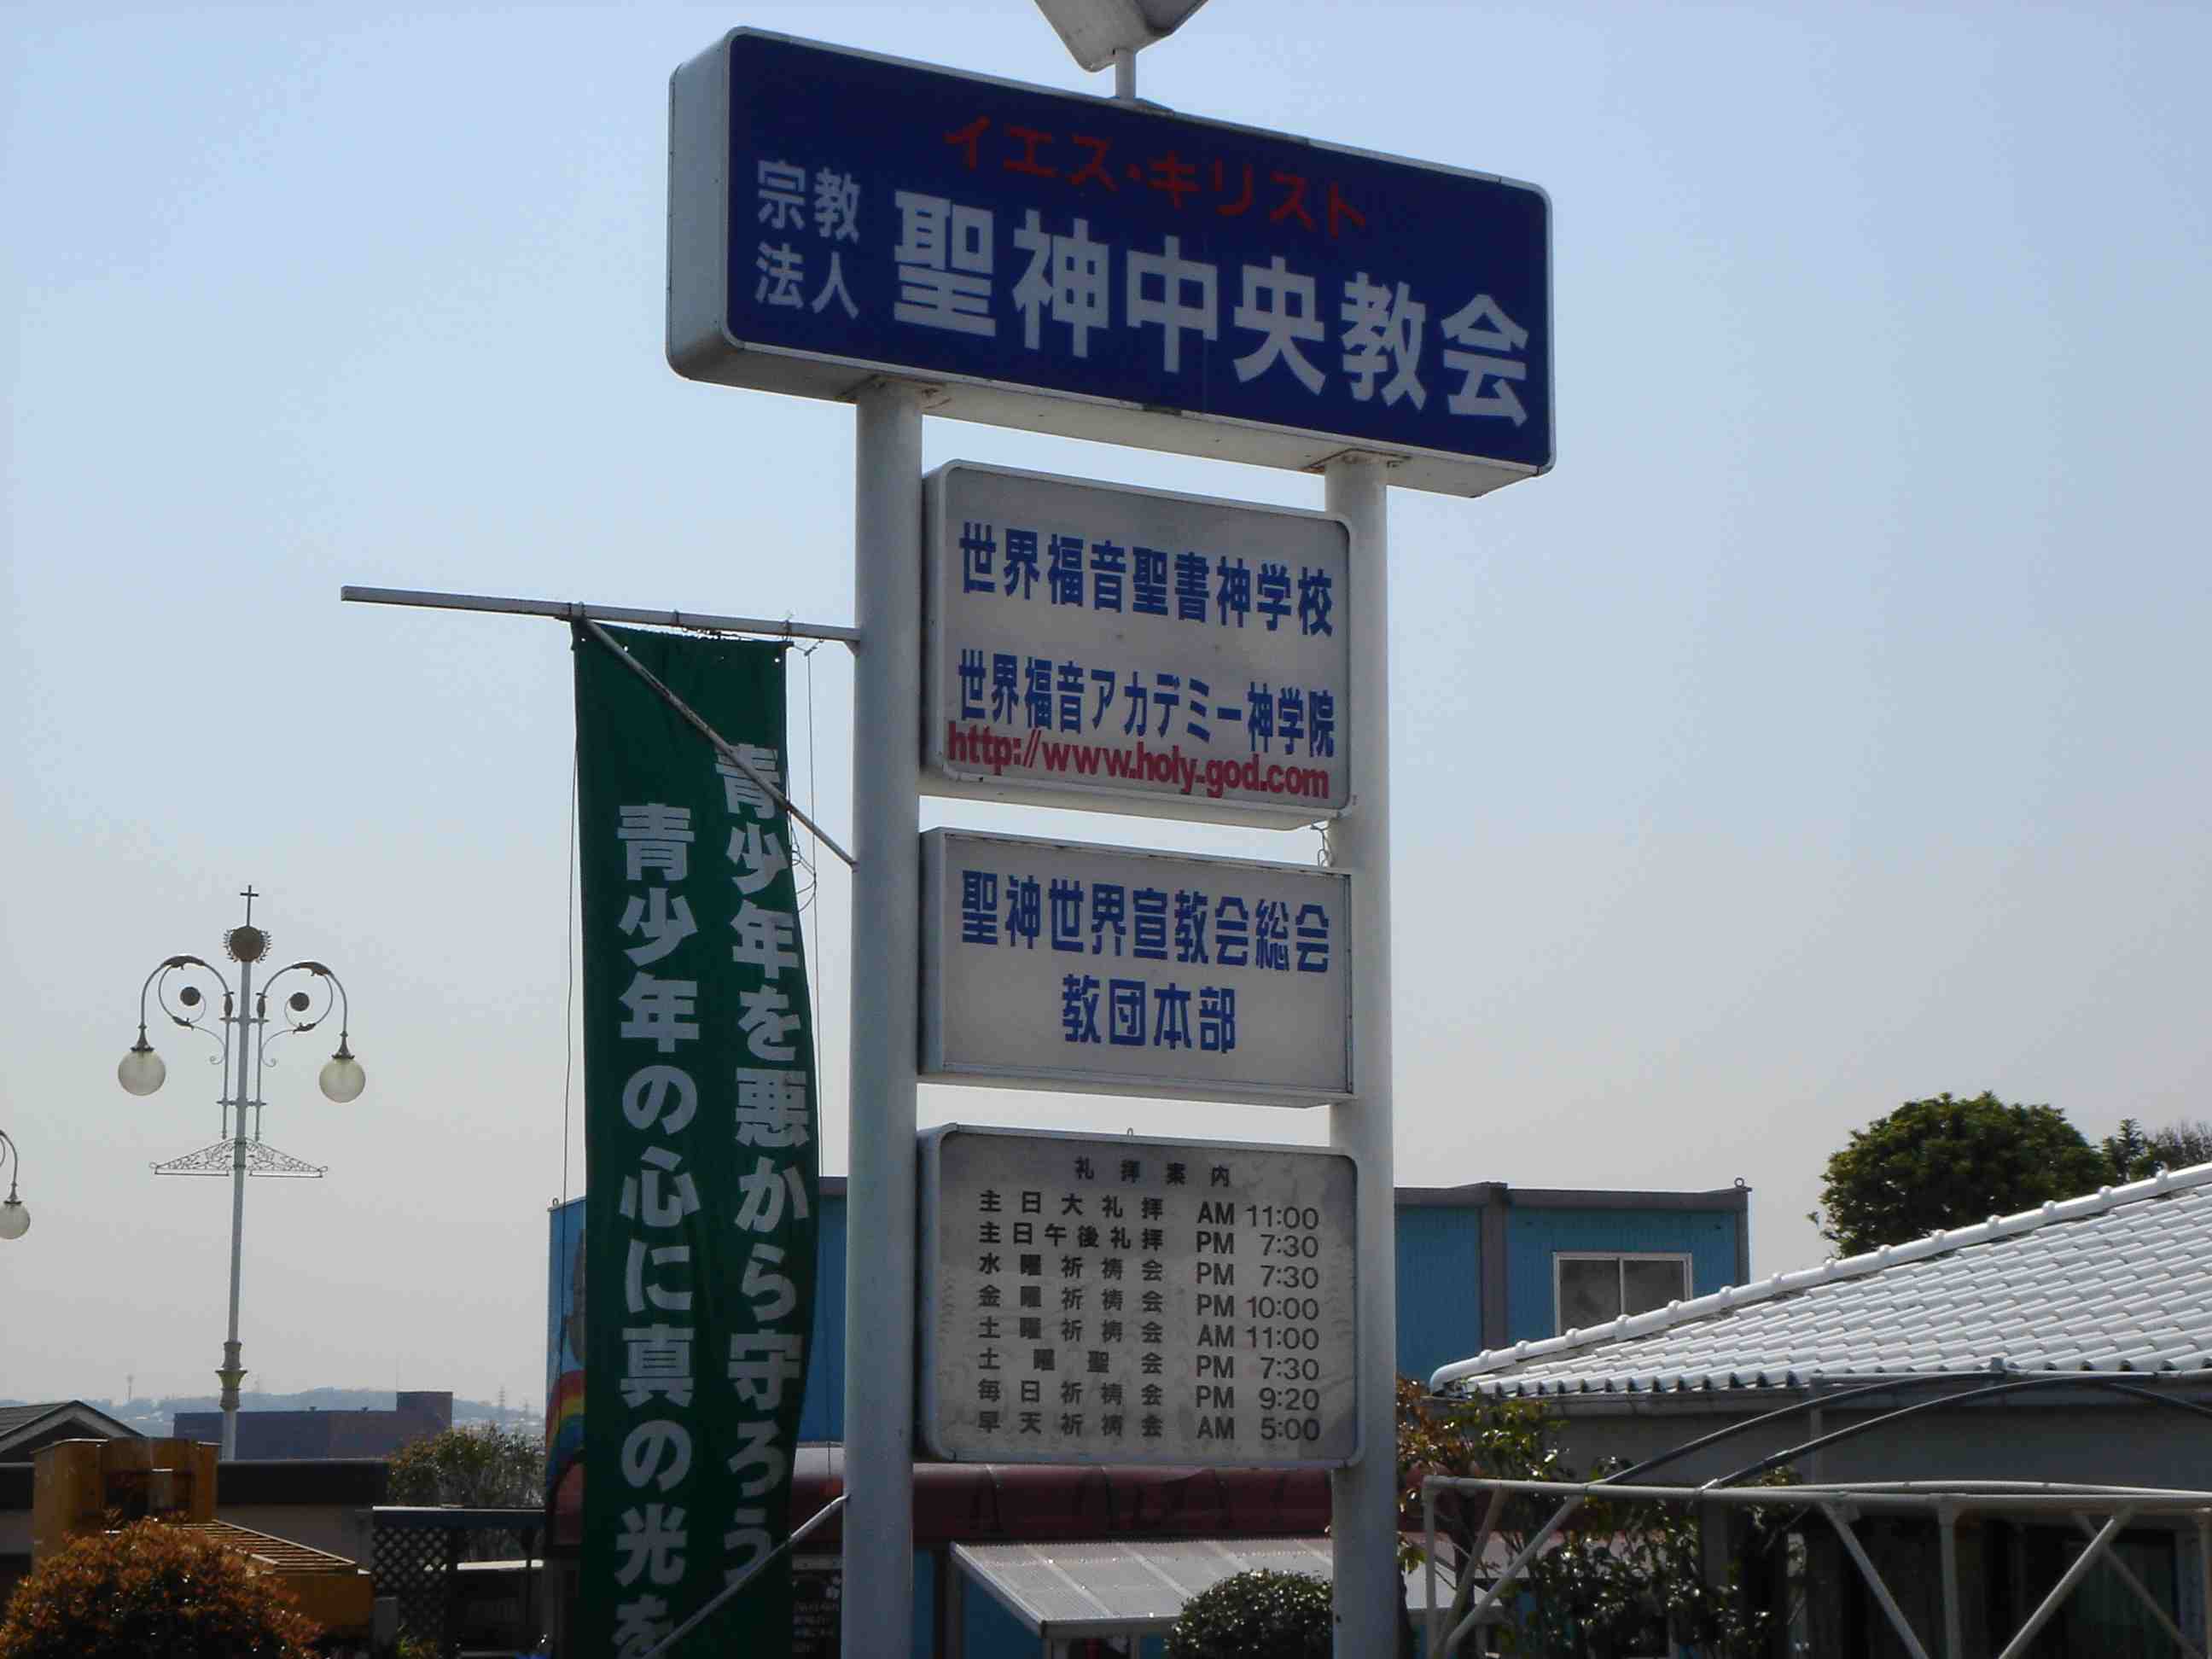 イエス・キリスト
宗教
法人
聖神中央教会
世界福音聖書神学校
世界福音アカデミー神学院
http://www.holy-god.com
聖神世界宣教会総会
教団本部
礼拝案内
主日大礼拝 AM 11:00
主日午後礼拝 PM 7:30
水曜祈祷会 PM 7:30
金曜祈祷会 PM 10:00
土曜祈祷会 AM 11:00
土曜聖会 PM 7:30
毎日祈祷会 PM 9:20
早天祈祷会 AM 5:00
青少年を悪から守ろう
青少年の心に真の光を